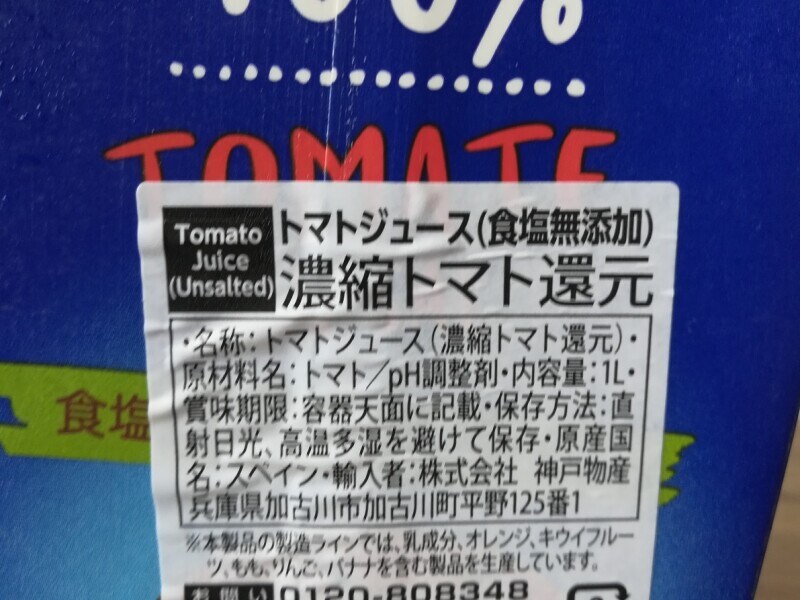 100%
TOMATE
Tomato
Juice
(Unsalted)
トマトジュース(食塩無添加)
濃縮トマト還元
・名称:トマトジュース(濃縮トマト還元)・
原材料名:トマト/pH調整剤・内容量:1L・
賞味期限:容器天面に記載・保存方法:直
射日光、高温多湿を避けて保存・原産国
名:スペイン・輸入者:株式会社 神戸物産
兵庫県加古川市加古川町平野125番1
※本製品の製造ラインでは、乳成分、オレンジ、キウイフルー
ツ、もも、りんご、バナナを含む製品を生産しています。
お問い 0120-808348
食塩